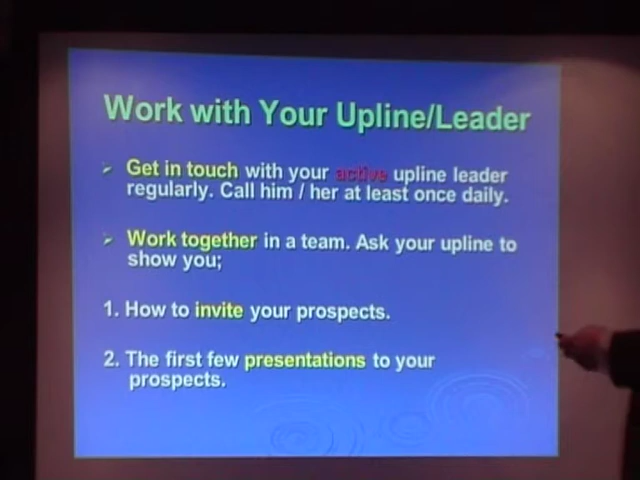 Work with Your Upline/Leader
Get in touch with your active upline leader
regularly. Call him / her at least once daily.
Work together in a team. Ask your upline to
show you;
1. How to invite your prospects.
2. The first few presentations to your
prospects.